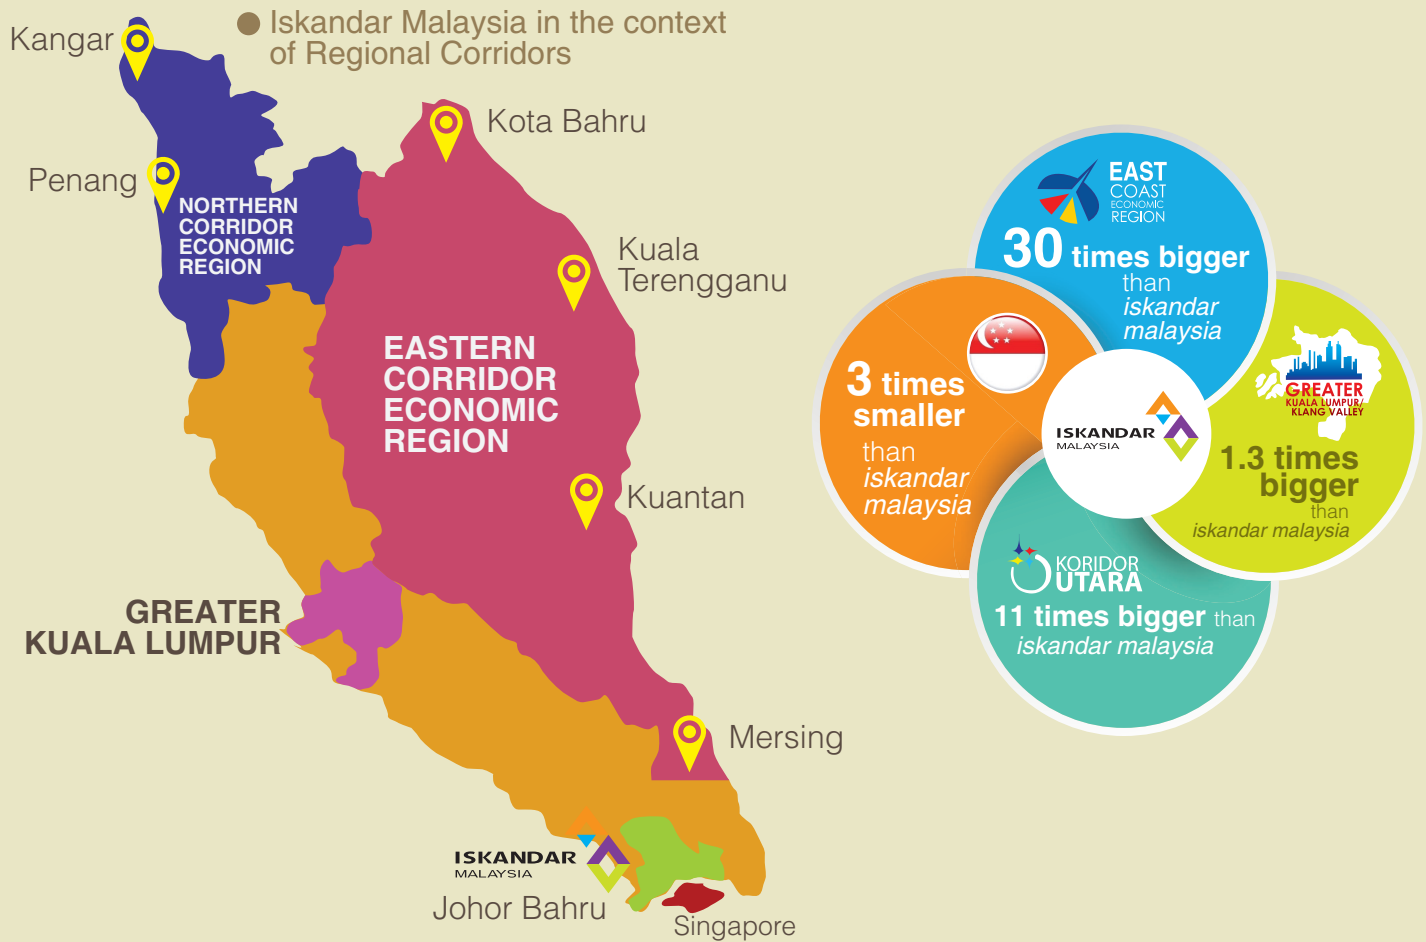 Iskandar Malaysia in the context
of Regional Corridors
Kangar
Kota Bahru
Penang
NORTHERN
CORRIDOR
ECONOMIC
REGION
Kuala
Terengganu
EASTERN
CORRIDOR
ECONOMIC
REGION
Kuantan
GREATER
KUALA LUMPUR
Mersing
ISKANDAR
MALAYSIA
Johor Bahru
Singapore
EAST
COAST
ECONOMIC
REGION
30 times bigger
than
iskandar
malaysia
3 times
smaller
than
iskandar
malaysia
ISKANDAR
MALAYSIA
GREATER
KUALA LUMPUR/
KLANG VALLEY
1.3 times
bigger
than
iskandar malaysia
KORIDOR
UTARA
11 times bigger than
iskandar malaysia